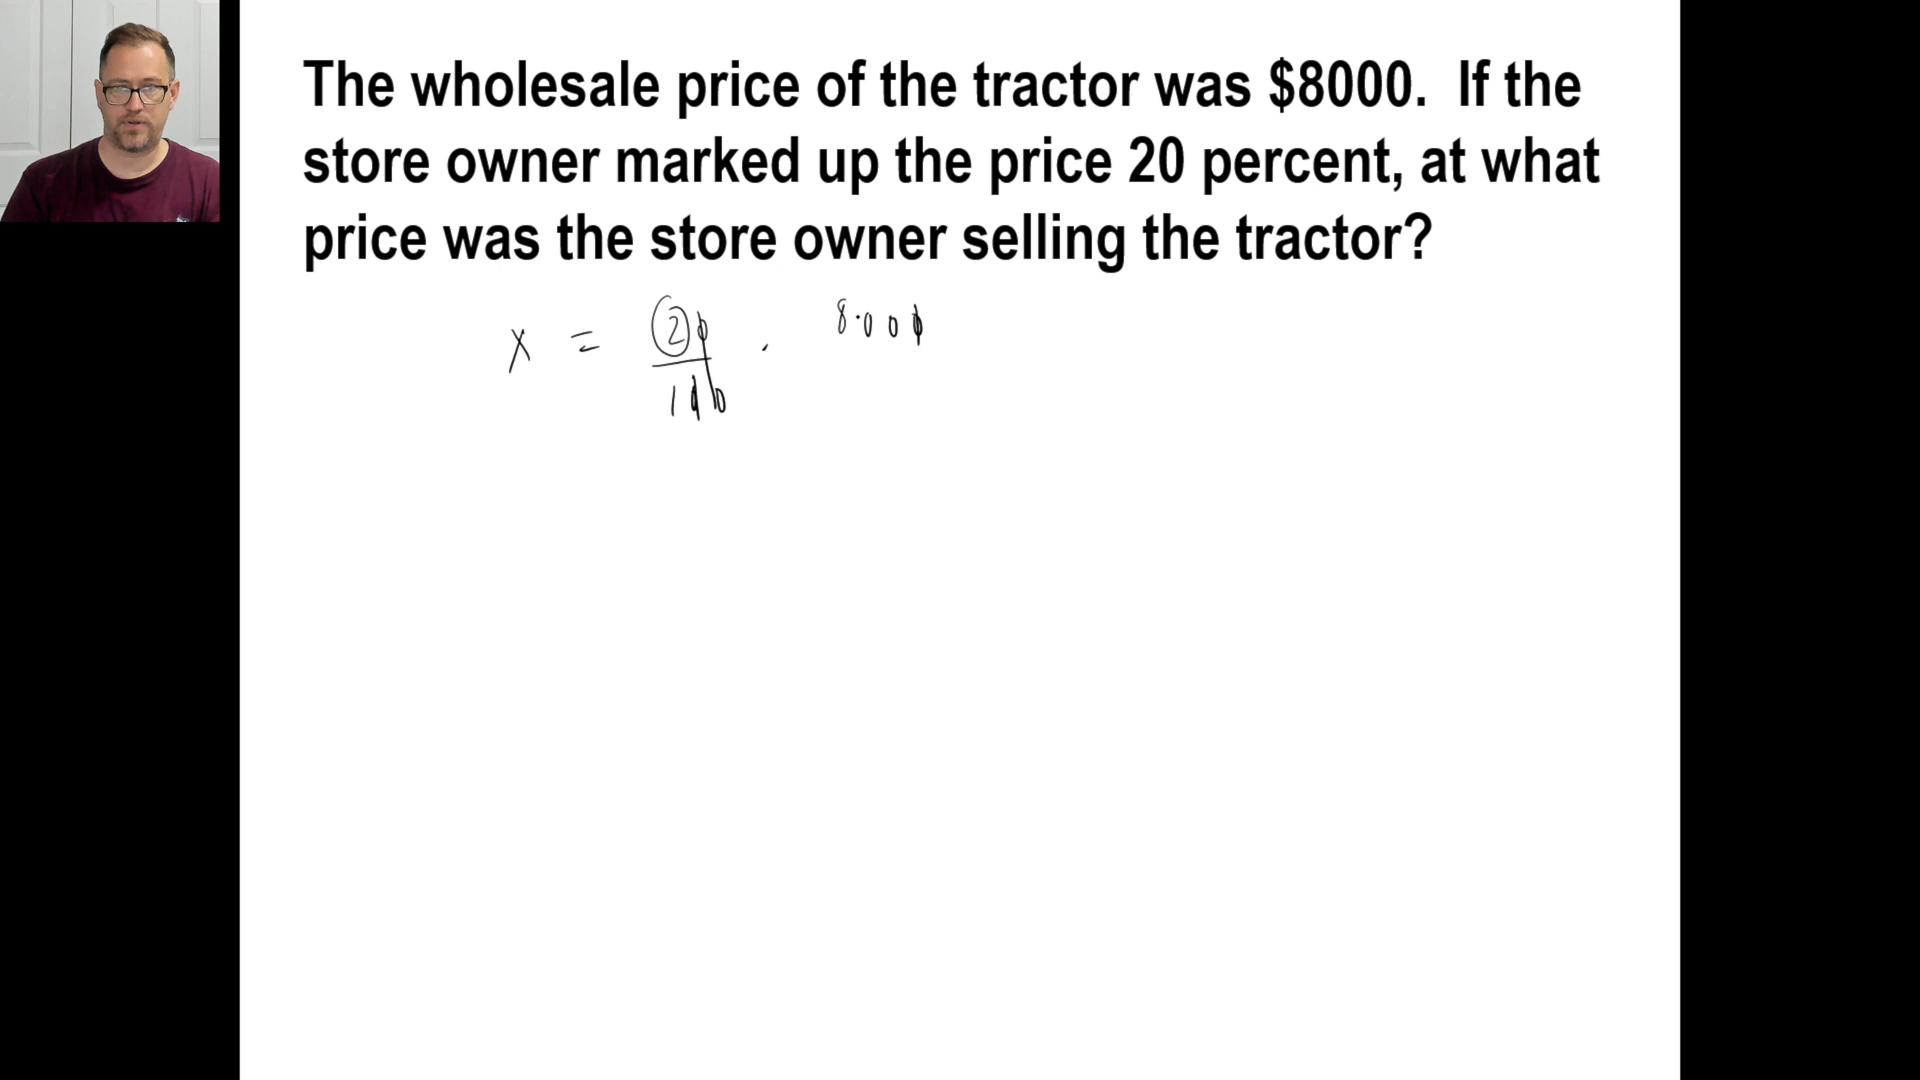 The wholesale price of the tractor was $8000. If the
store owner marked up the price 20 percent, at what
price was the store owner selling the tractor?
x = 20/100 · 8000